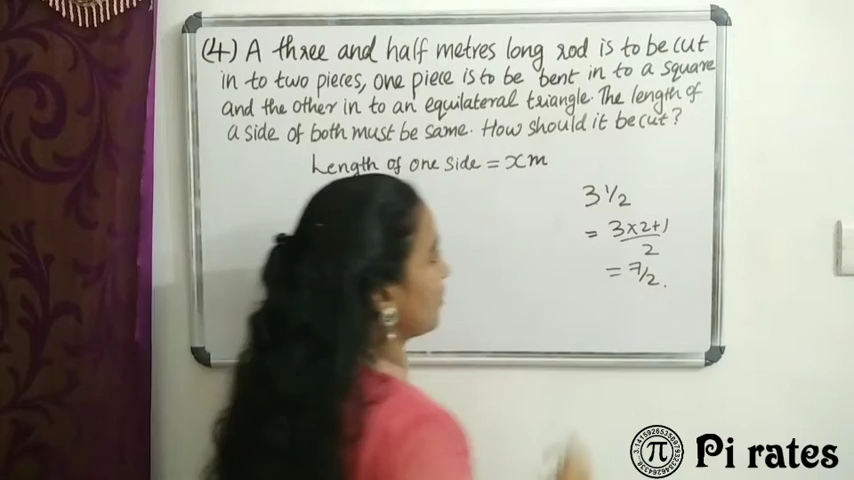 (4) A three and half metres long rod is to be cut
in to two pieces, one piece is to be bent in to a square
and the other in to an equilateral triangle. The length of
a side of both must be same. How should it be cut?
Length of one side = x m
3 1/2
= 3×2+1
2
= 7/2.
π
Pi rates